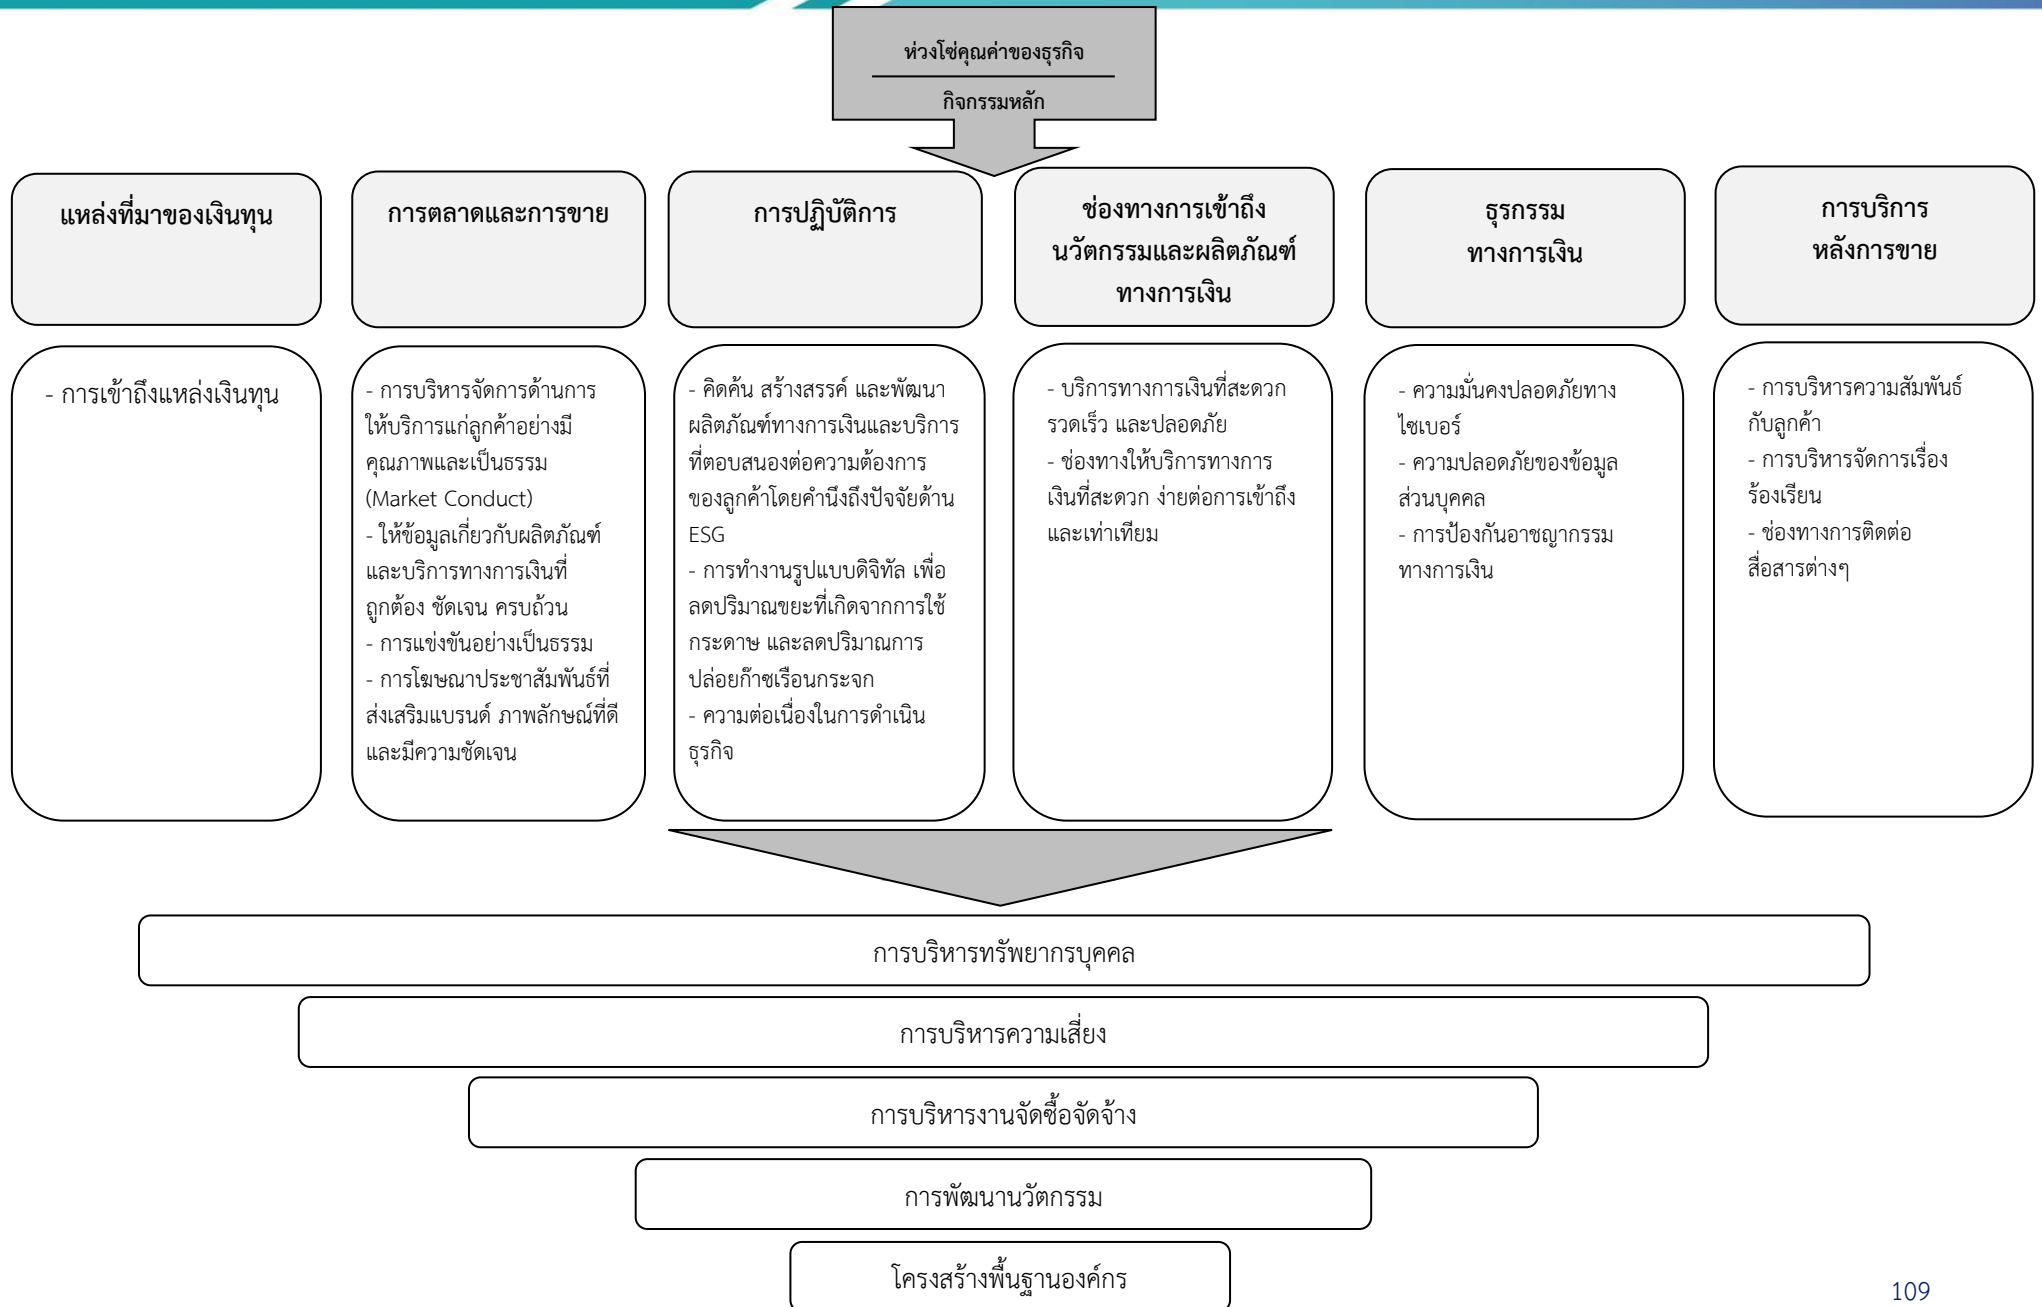 ห่วงโซ่คุณค่าของธุรกิจ
กิจกรรมหลัก
แหล่งที่มาของเงินทุน
- การเข้าถึงแหล่งเงินทุน
การตลาดและการขาย
- การบริหารจัดการด้านการ
ให้บริการแก่ลูกค้าอย่างมี
คุณภาพและเป็นธรรม
(Market Conduct)
- ให้ข้อมูลเกี่ยวกับผลิตภัณฑ์
และบริการทางการเงินที่
ถูกต้อง ชัดเจน ครบถ้วน
- การแข่งขันอย่างเป็นธรรม
- การโฆษณาประชาสัมพันธ์ที่
ส่งเสริมแบรนด์ ภาพลักษณ์ที่ดี
และมีความชัดเจน
การปฏิบัติการ
- คิดค้น สร้างสรรค์ และพัฒนา
ผลิตภัณฑ์ทางการเงินและบริการ
ที่ตอบสนองต่อความต้องการ
ของลูกค้าโดยคำนึงถึงปัจจัยด้าน
ESG
- การทำงานรูปแบบดิจิทัล เพื่อ
ลดปริมาณขยะที่เกิดจากการใช้
กระดาษ และลดปริมาณการ
ปล่อยก๊าซเรือนกระจก
- ความต่อเนื่องในการดำเนิน
ธุรกิจ
ช่องทางการเข้าถึง
นวัตกรรมและผลิตภัณฑ์
ทางการเงิน
- บริการทางการเงินที่สะดวก
รวดเร็ว และปลอดภัย
- ช่องทางให้บริการทางการ
เงินที่สะดวก ง่ายต่อการเข้าถึง
และเท่าเทียม
ธุรกรรม
ทางการเงิน
- ความมั่นคงปลอดภัยทาง
ไซเบอร์
- ความปลอดภัยของข้อมูล
ส่วนบุคคล
- การป้องกันอาชญากรรม
ทางการเงิน
การบริการ
หลังการขาย
- การบริหารความสัมพันธ์
กับลูกค้า
- การบริหารจัดการเรื่อง
ร้องเรียน
- ช่องทางการติดต่อ
สื่อสารต่างๆ
การบริหารทรัพยากรบุคคล
การบริหารความเสี่ยง
การบริหารงานจัดซื้อจัดจ้าง
การพัฒนานวัตกรรม
โครงสร้างพื้นฐานองค์กร
109